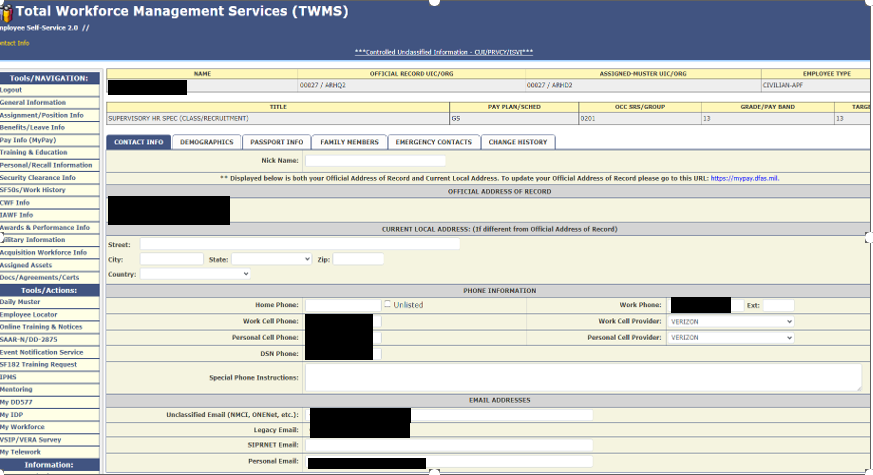 Total Workforce Management Services (TWMS)
mployee Self-Service 2.0 //
ontact Info
***Controlled Unclassified Information - CUI/PRVCY/ISVI***
Tools/NAVIGATION:
Logout
General Information
Assignment/Position Info
Benefits/Leave Info
Pay Info (MyPay)
Training & Education
Personal/Recall Information
Security Clearance Info
SF50s/Work History
CWF Info
IAWF Info
Awards & Performance Info
ilitary Information
Acquisition Workforce Info
Assigned Assets
Docs/Agreements/Certs
Tools/Actions:
Daily Muster
Employee Locator
Online Training & Notices
SAAR-N/DD-2875
Event Notification Service
SF182 Training Request
IPMS
Mentoring
My DD577
My IDP
My Workforce
VSIP/VERA Survey
My Telework
Information:
NAME OFFICIAL RECORD UIC/ORG ASSIGNED-MUSTER UIC/ORG EMPLOYEE TYPE
00027 / ARHQ2 00027 / ARHD2 CIVILIAN-APF
TITLE PAY PLAN/SCHED OCC SRS/GROUP GRADE/PAY BAND TARGE
SUPERVISORY HR SPEC (CLASS/RECRUITMENT) GS 0201 13 13
CONTACT INFO DEMOGRAPHICS PASSPORT INFO FAMILY MEMBERS EMERGENCY CONTACTS CHANGE HISTORY
Nick Name:
** Displayed below is both your Official Address of Record and Current Local Address. To update your Official Address of Record please go to this URL: https://mypay.dfas.mil.
OFFICIAL ADDRESS OF RECORD
CURRENT LOCAL ADDRESS: (If different from Official Address of Record)
Street:
City: State: Zip:
Country:
PHONE INFORMATION
Home Phone: Unlisted Work Phone: Ext:
Work Cell Phone: Work Cell Provider: VERIZON
Personal Cell Phone: Personal Cell Provider: VERIZON
DSN Phone:
Special Phone Instructions:
EMAIL ADDRESSES
Unclassified Email (NMCI, ONENet, etc.):
Legacy Email:
SIPRNET Email:
Personal Email: